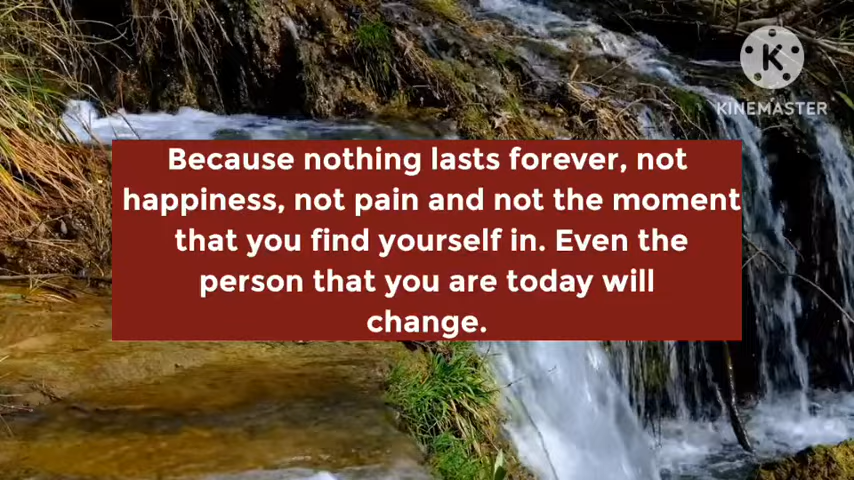 K
KINEMASTER
Because nothing lasts forever, not
happiness, not pain and not the moment
that you find yourself in. Even the
person that you are today will
change.